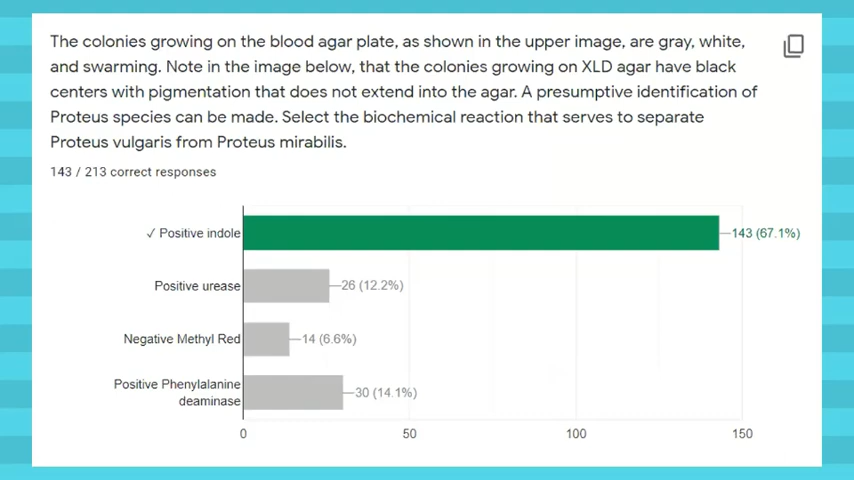 The colonies growing on the blood agar plate, as shown in the upper image, are gray, white,
and swarming. Note in the image below, that the colonies growing on XLD agar have black
centers with pigmentation that does not extend into the agar. A presumptive identification of
Proteus species can be made. Select the biochemical reaction that serves to separate
Proteus vulgaris from Proteus mirabilis.
143 / 213 correct responses
✓ Positive indole 143 (67.1%)
Positive urease 26 (12.2%)
Negative Methyl Red 14 (6.6%)
Positive Phenylalanine
deaminase 30 (14.1%)
0 50 100 150